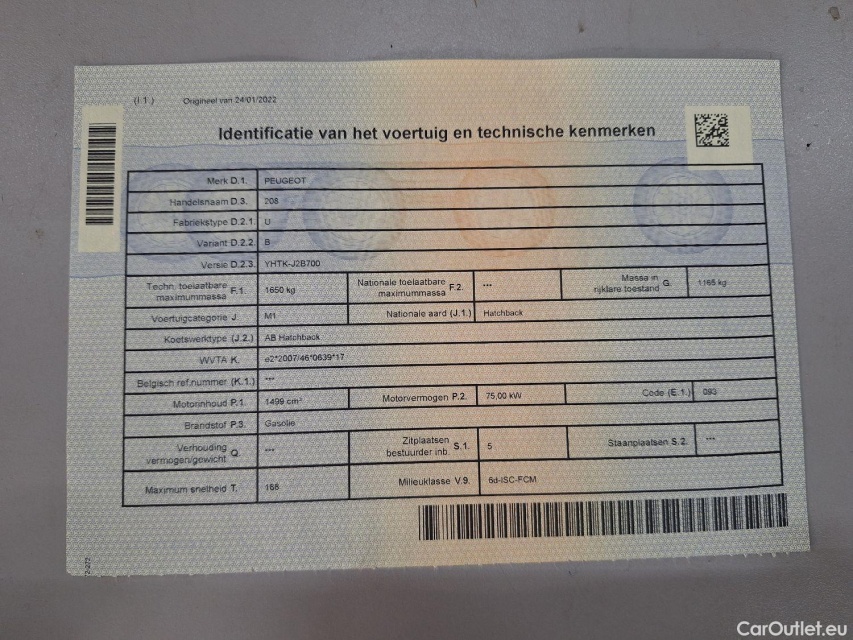 (I 1.) Origineel van 24/01/2022
Identificatie van het voertuig en technische kenmerken
Merk D.1. PEUGEOT
Handelsnaam D.3. 208
Fabriekstype D.2.1. U
Variant D.2.2. B
Versie D.2.3. YHTK-J2B700
Techn. toelaatbare maximummassa F.1. 1650 kg Nationale toelaatbare maximummassa F.2. *** Massa in rijklare toestand G. 1165 kg
Voertuigcategorie J. M1 Nationale aard (J.1.) Hatchback
Koetswerktype (J.2.) AB Hatchback
WVTA K. e2*2007/46*0639*17
Belgisch ref.nummer (K.1.) ***
Motorinhoud P.1. 1499 cm³ Motorvermogen P.2. 75,00 kW Code (E.1.) 093
Brandstof P.3. Gasolie
Verhouding vermogen/gewicht Q. *** Zitplaatsen bestuurder inb. S.1. 5 Staanplaatsen S.2. ***
Maximum snelheid T. 188 Milieuklasse V.9. 6d-ISC-FCM
CarOutlet.eu